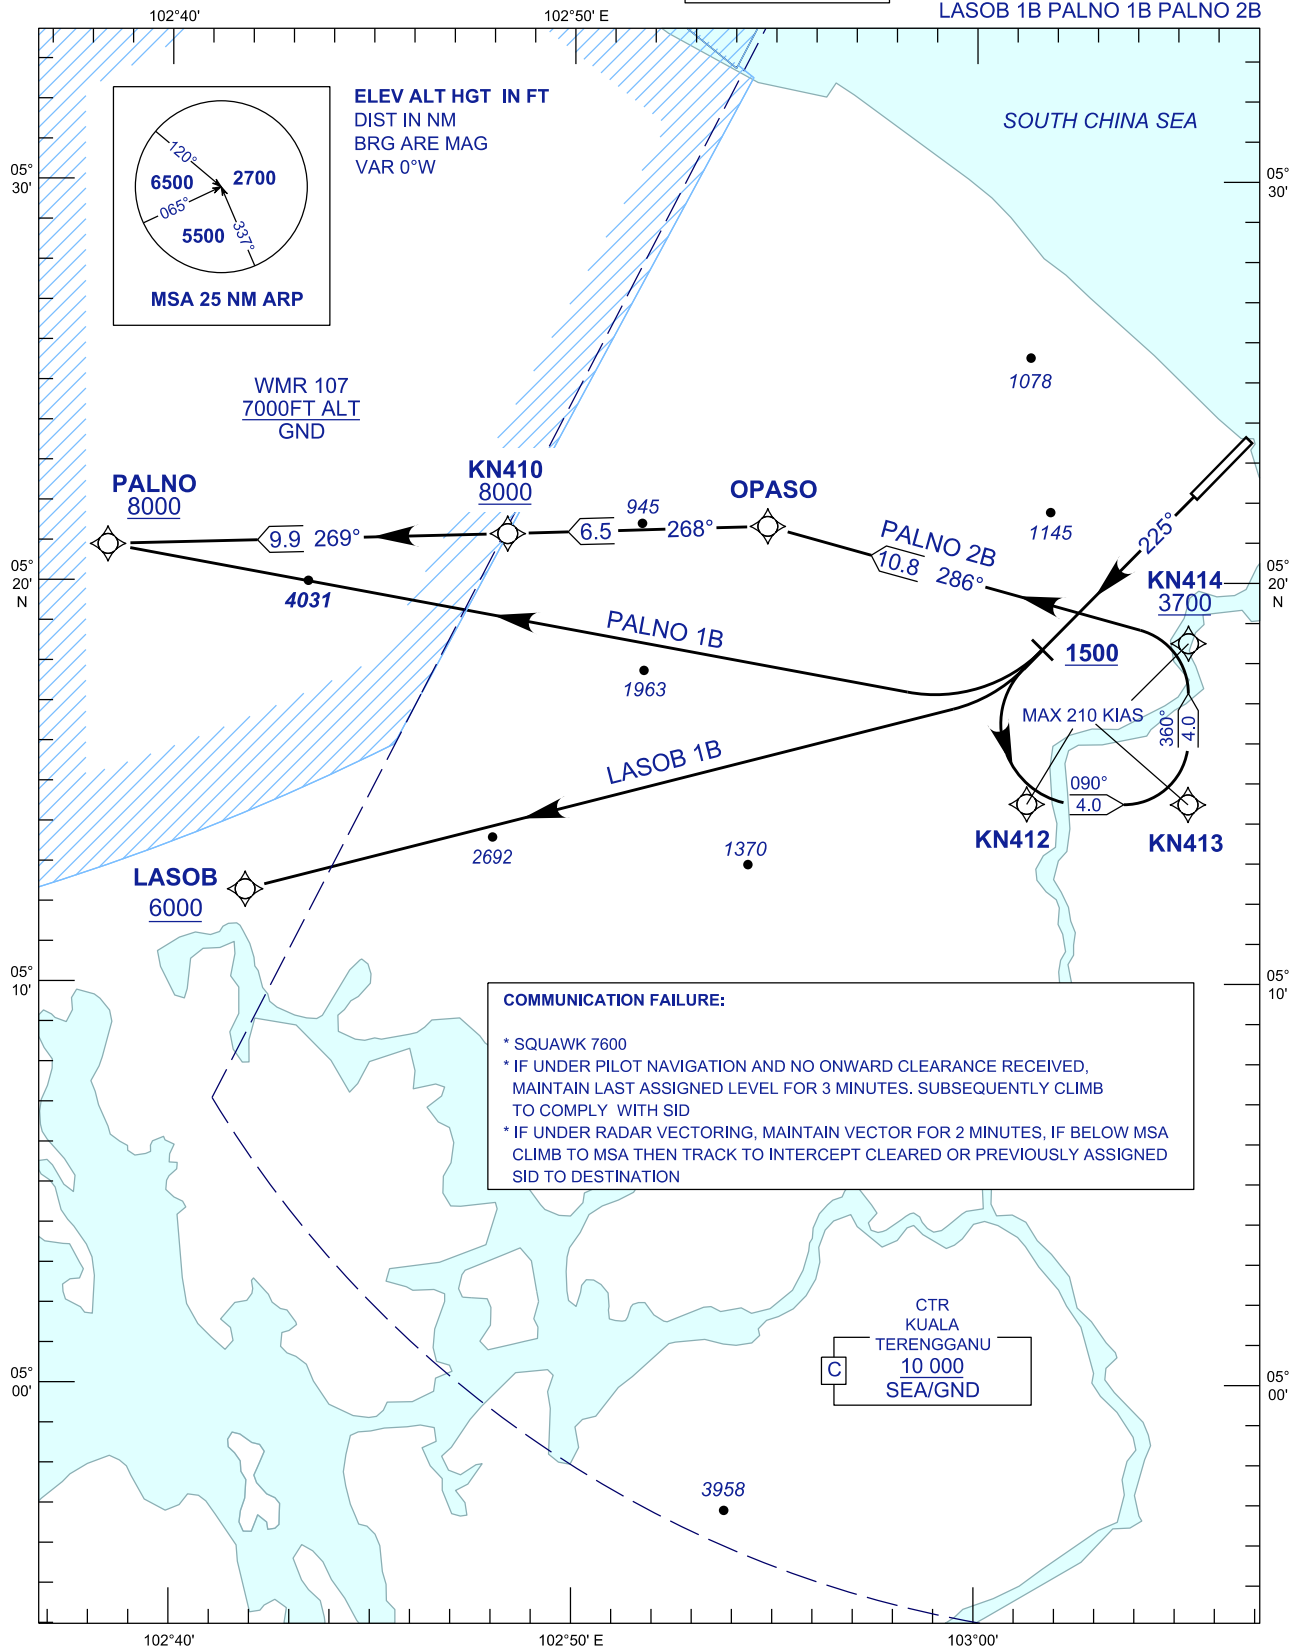 102°40'
102°50' E
LASOB 1B PALNO 1B PALNO 2B
ELEV ALT HGT IN FT
DIST IN NM
BRG ARE MAG
VAR 0°W
SOUTH CHINA SEA
120°
6500
2700
065°
5500
337°
MSA 25 NM ARP
05°
30'
05°
30'
1078
WMR 107
7000FT ALT
GND
PALNO
8000
KN410
8000
OPASO
945
9.9 269°
6.5
268°
PALNO 2B
10.8 286°
1145
225°
05°
20'
N
05°
20'
N
4031
KN414
3700
PALNO 1B
1500
1963
MAX 210 KIAS
360°
4.0
LASOB 1B
090°
4.0
KN412
KN413
2692
1370
LASOB
6000
05°
10'
05°
10'
COMMUNICATION FAILURE:
* SQUAWK 7600
* IF UNDER PILOT NAVIGATION AND NO ONWARD CLEARANCE RECEIVED,
MAINTAIN LAST ASSIGNED LEVEL FOR 3 MINUTES. SUBSEQUENTLY CLIMB
TO COMPLY WITH SID
* IF UNDER RADAR VECTORING, MAINTAIN VECTOR FOR 2 MINUTES, IF BELOW MSA
CLIMB TO MSA THEN TRACK TO INTERCEPT CLEARED OR PREVIOUSLY ASSIGNED
SID TO DESTINATION
CTR
KUALA
TERENGGANU
C
10 000
SEA/GND
05°
00'
05°
00'
3958
102°40'
102°50' E
103°00'